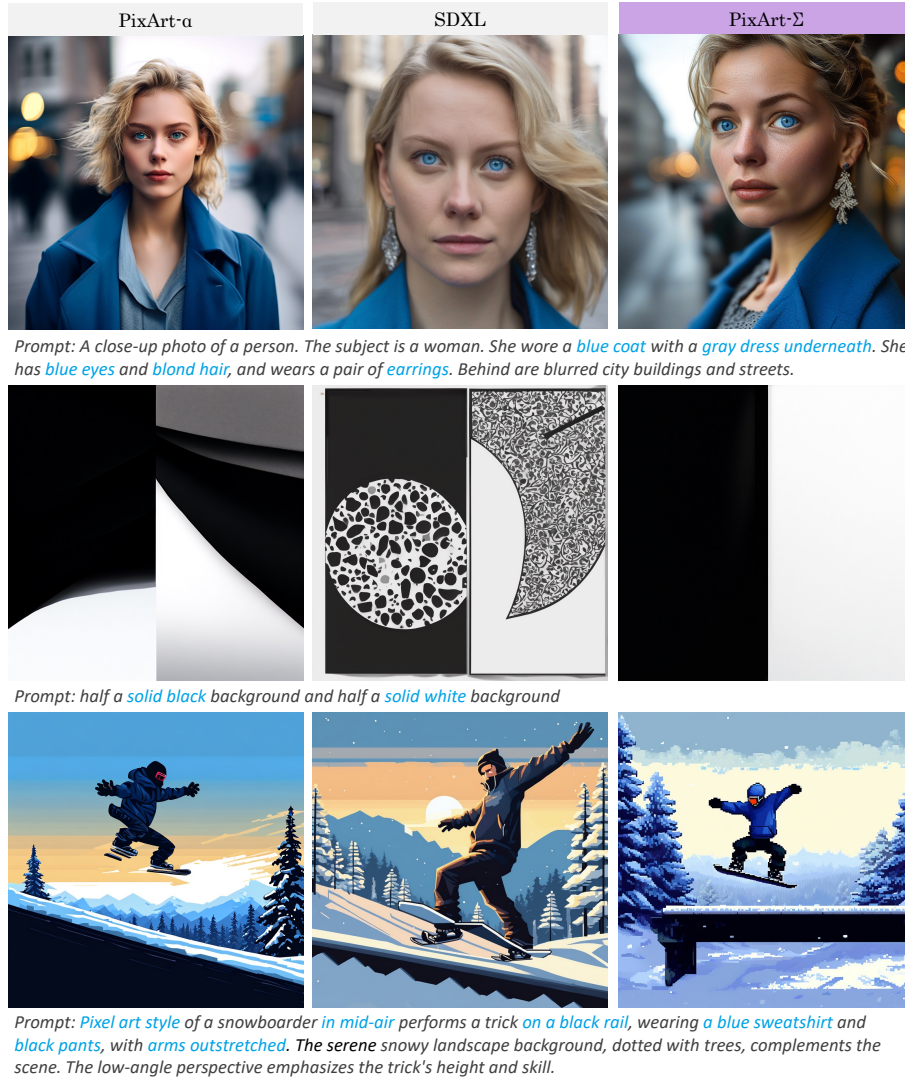 PixArt-α
SDXL
PixArt-Σ
Prompt: A close-up photo of a person. The subject is a woman. She wore a blue coat with a gray dress underneath. She
has blue eyes and blond hair, and wears a pair of earrings. Behind are blurred city buildings and streets.
Prompt: half a solid black background and half a solid white background
Prompt: Pixel art style of a snowboarder in mid-air performs a trick on a black rail, wearing a blue sweatshirt and
black pants, with arms outstretched. The serene snowy landscape background, dotted with trees, complements the
scene. The low-angle perspective emphasizes the trick's height and skill.